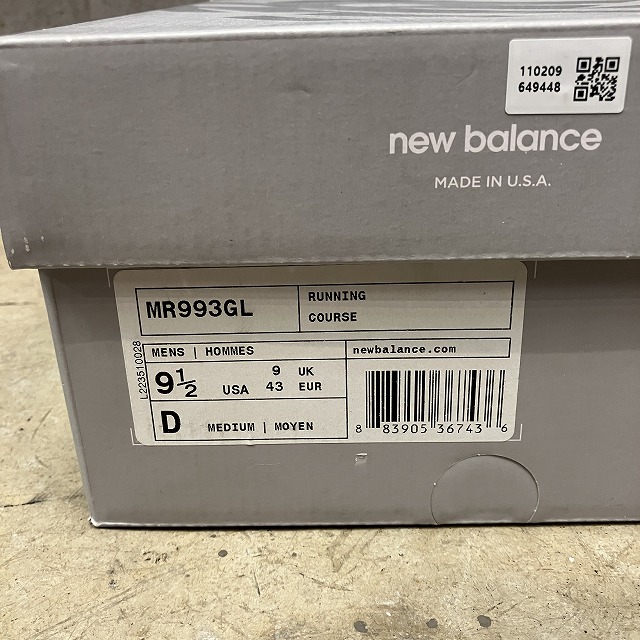 110209
649448
new balance
MADE IN U.S.A.
MR993GL
RUNNING
COURSE
MENS | HOMMES
newbalance.com
9½ USA
9 UK
43 EUR
D MEDIUM | MOYEN
8 83905 36743 6
L223510028